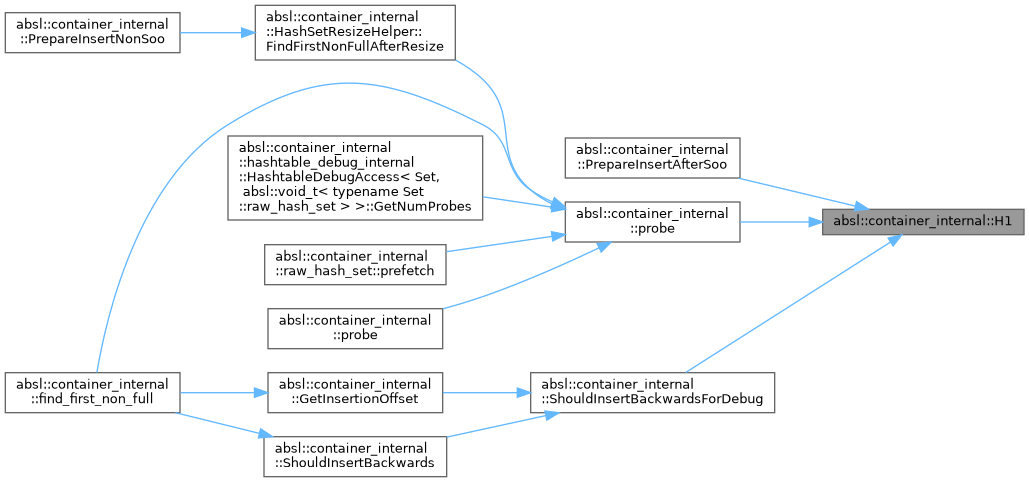 absl::container_internal
::PrepareInsertNonSoo
absl::container_internal
::HashSetResizeHelper::
FindFirstNonFullAfterResize
absl::container_internal
::hashtable_debug_internal
::HashtableDebugAccess< Set,
absl::void_t< typename Set
::raw_hash_set > >::GetNumProbes
absl::container_internal
::PrepareInsertAfterSoo
absl::container_internal
::probe
absl::container_internal::H1
absl::container_internal
::raw_hash_set::prefetch
absl::container_internal
::probe
absl::container_internal
::find_first_non_full
absl::container_internal
::GetInsertionOffset
absl::container_internal
::ShouldInsertBackwardsForDebug
absl::container_internal
::ShouldInsertBackwards